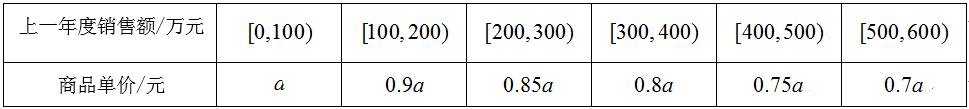 上一年度销售额/万元 [0,100) [100,200) [200,300) [300,400) [400,500) [500,600)
商品单价/元 a 0.9a 0.85a 0.8a 0.75a 0.7a